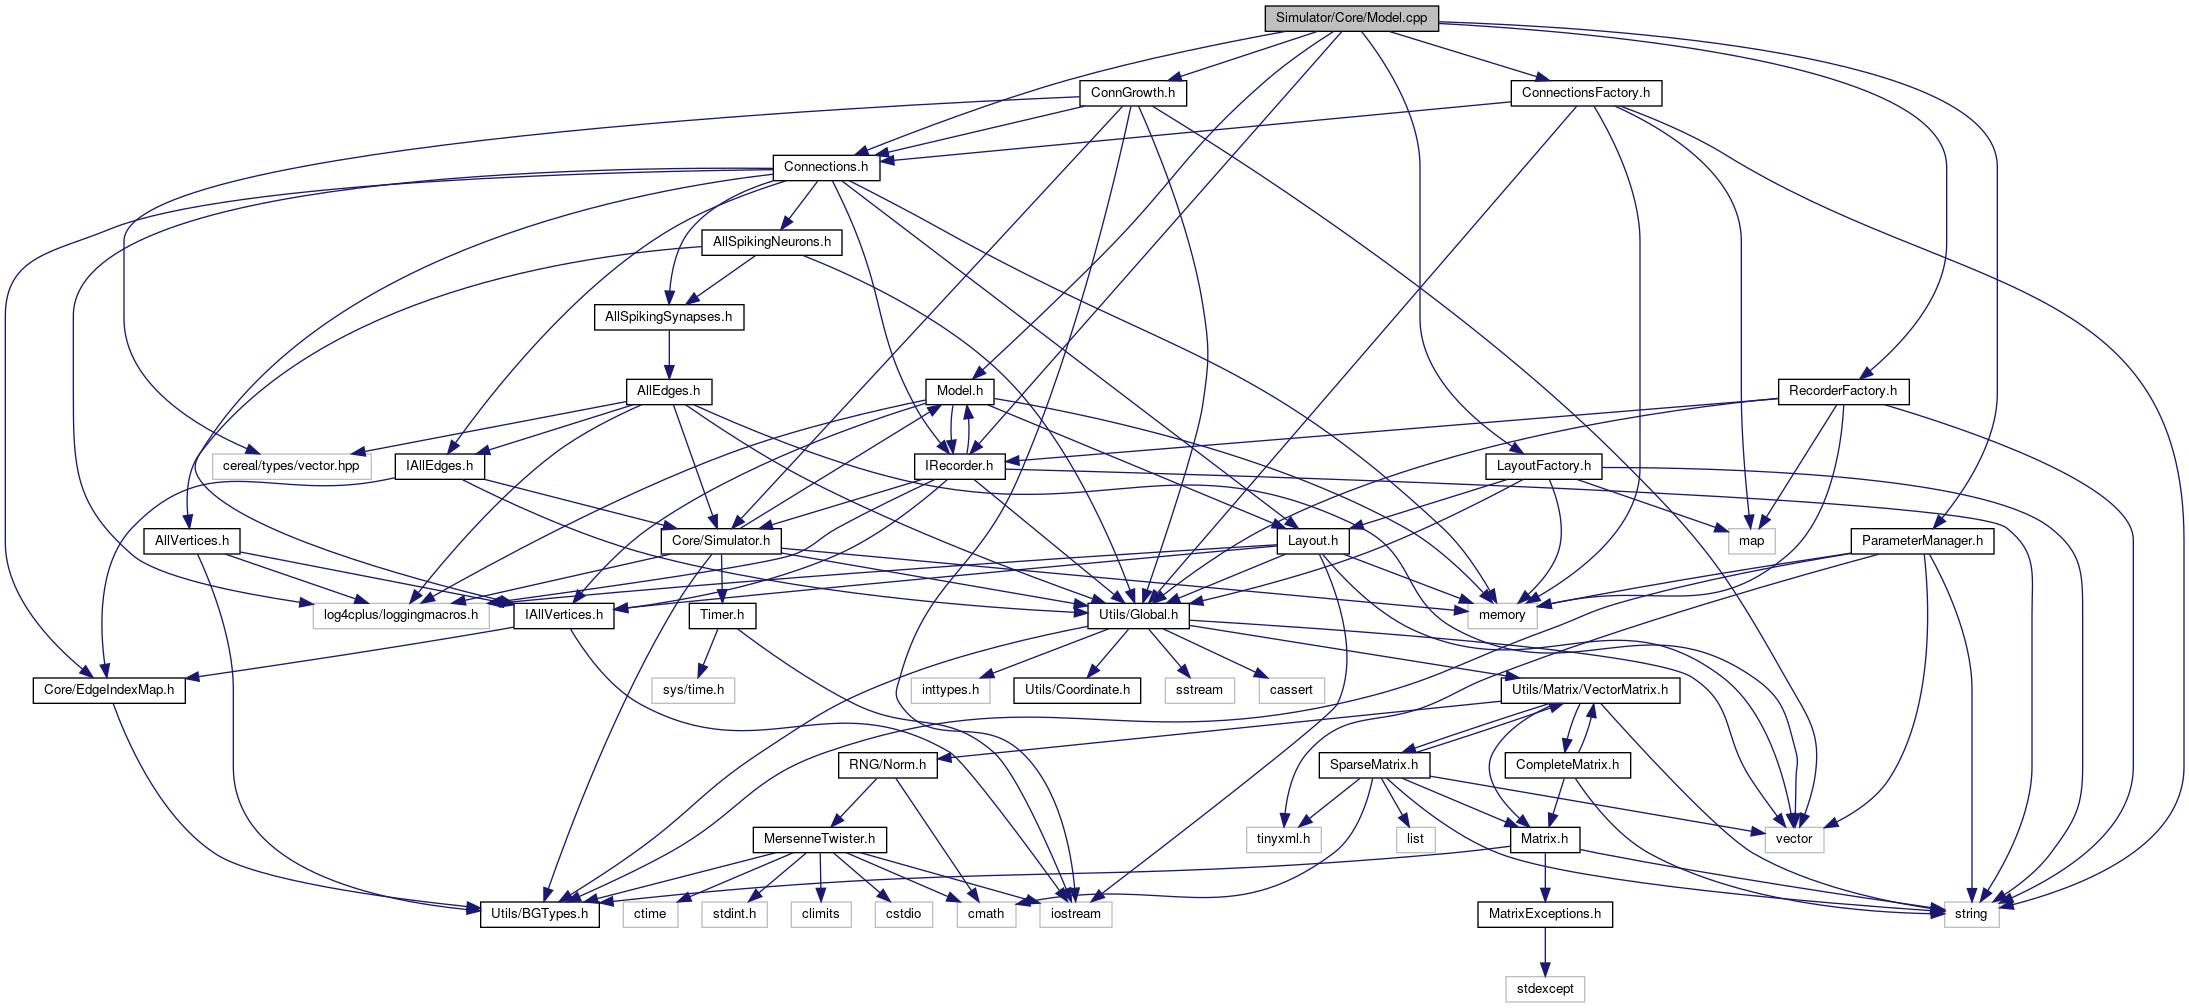 Simulator/Core/Model.cpp
ConnGrowth.h
ConnectionsFactory.h
Connections.h
AllSpikingNeurons.h
AllSpikingSynapses.h
AllEdges.h
Model.h
RecorderFactory.h
cereal/types/vector.hpp
IAllEdges.h
IRecorder.h
LayoutFactory.h
AllVertices.h
Core/Simulator.h
Layout.h
map
ParameterManager.h
log4cplus/loggingmacros.h
IAllVertices.h
Timer.h
Utils/Global.h
memory
Core/EdgeIndexMap.h
sys/time.h
inttypes.h
Utils/Coordinate.h
sstream
cassert
Utils/Matrix/VectorMatrix.h
RNG/Norm.h
SparseMatrix.h
CompleteMatrix.h
MersenneTwister.h
tinyxml.h
list
Matrix.h
vector
Utils/BGTypes.h
ctime
stdint.h
climits
cstdio
cmath
iostream
MatrixExceptions.h
string
stdexcept